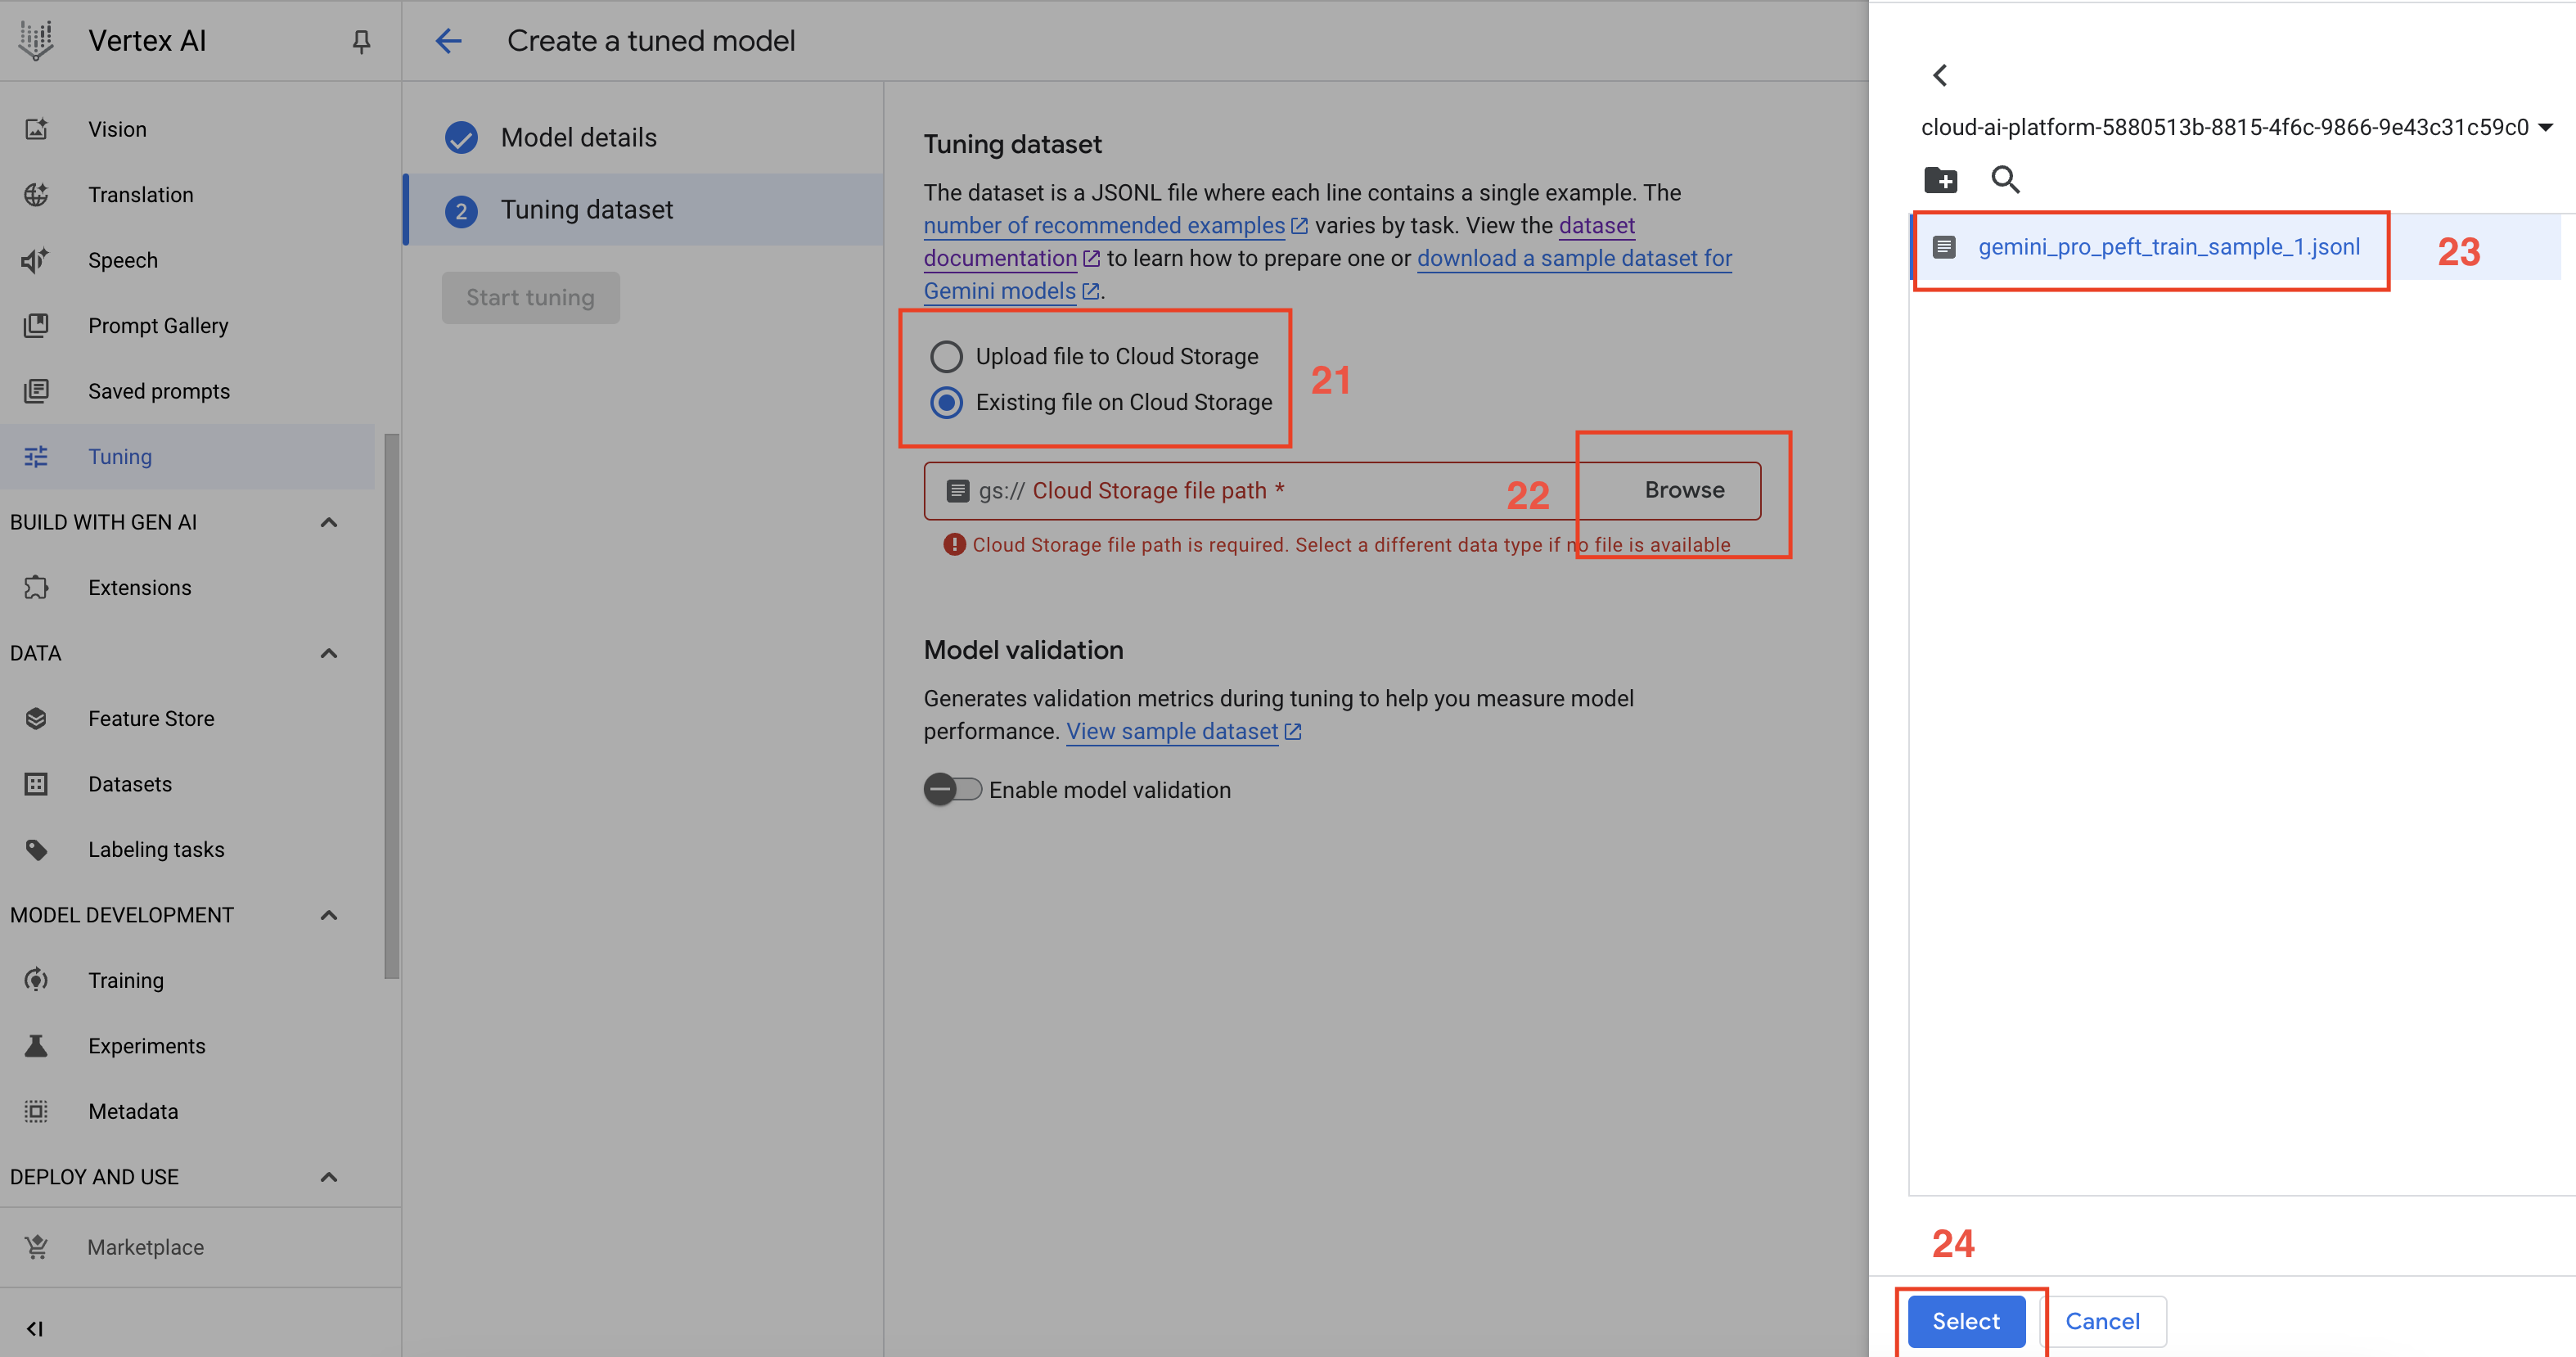 Vertex AI
Vision
Translation
Speech
Prompt Gallery
Saved prompts
Tuning
BUILD WITH GEN AI
Extensions
DATA
Feature Store
Datasets
Labeling tasks
MODEL DEVELOPMENT
Training
Experiments
Metadata
DEPLOY AND USE
Marketplace
Create a tuned model
Model details
2 Tuning dataset
Start tuning
Tuning dataset
The dataset is a JSONL file where each line contains a single example. The
number of recommended examples varies by task. View the dataset
documentation to learn how to prepare one or download a sample dataset for
Gemini models.
Upload file to Cloud Storage
Existing file on Cloud Storage
21
gs:// Cloud Storage file path *
22
Browse
Cloud Storage file path is required. Select a different data type if no file is available
Model validation
Generates validation metrics during tuning to help you measure model
performance. View sample dataset
Enable model validation
cloud-ai-platform-5880513b-8815-4f6c-9866-9e43c31c59c0
gemini_pro_peft_train_sample_1.jsonl
23
24
Select
Cancel